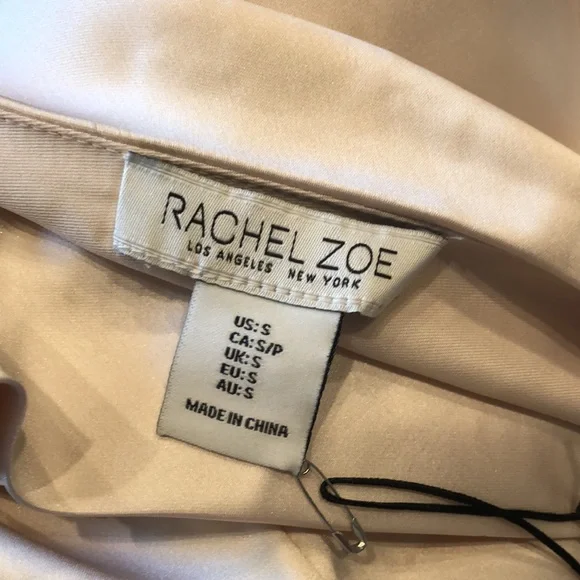 RACHEL ZOE
LOS ANGELES NEW YORK
US: S
CA: S/P
UK: S
EU: S
AU: S
MADE IN CHINA